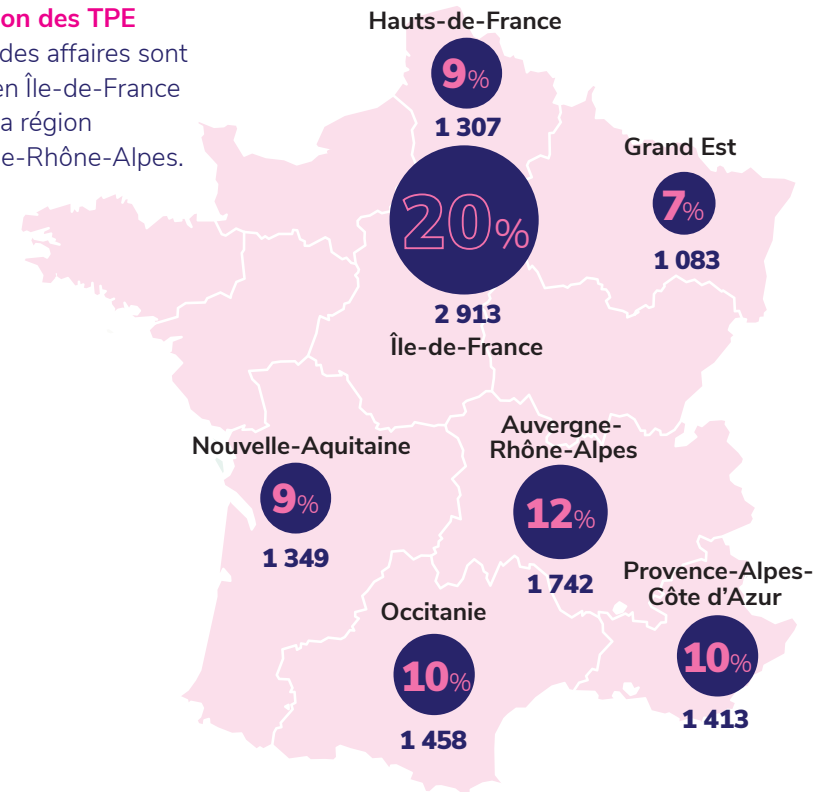 on des TPE
des affaires sont
en Île-de-France
a région
e-Rhône-Alpes.
Hauts-de-France
9%
1 307
Grand Est
7%
1 083
20%
2 913
Île-de-France
Nouvelle-Aquitaine
9%
1 349
Auvergne-
Rhône-Alpes
12%
1 742
Provence-Alpes-
Côte d’Azur
10%
1 413
Occitanie
10%
1 458